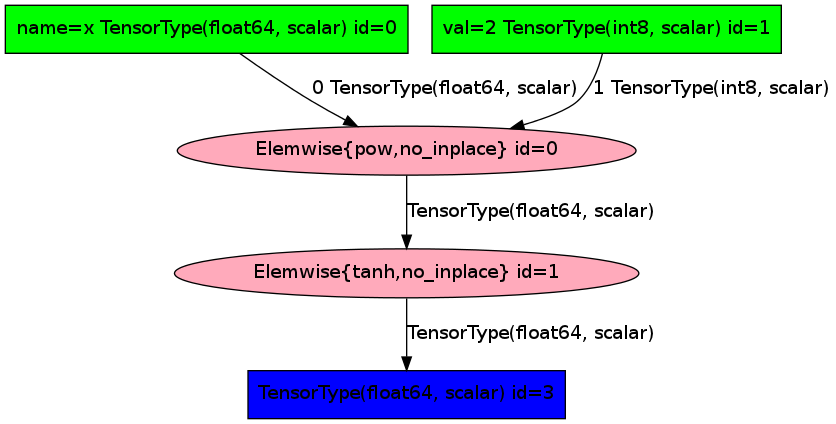 name=x TensorType(float64, scalar) id=0
val=2 TensorType(int8, scalar) id=1
0 TensorType(float64, scalar)
1 TensorType(int8, scalar)
Elemwise{pow,no_inplace} id=0
TensorType(float64, scalar)
Elemwise{tanh,no_inplace} id=1
TensorType(float64, scalar)
TensorType(float64, scalar) id=3